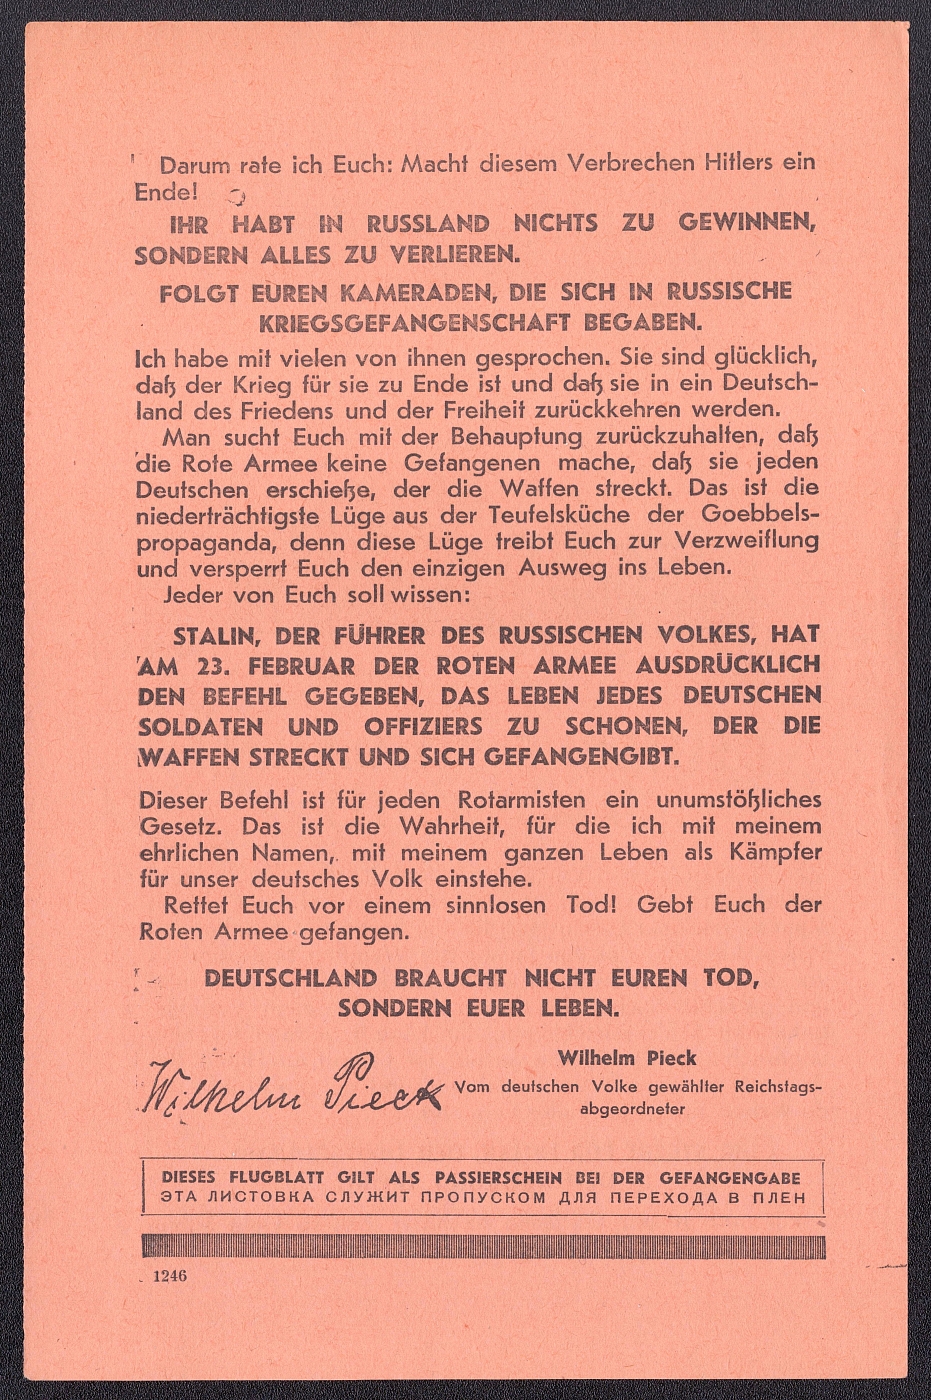 Darum rate ich Euch: Macht diesem Verbrechen Hitlers ein
Ende!
IHR HABT IN RUSSLAND NICHTS ZU GEWINNEN,
SONDERN ALLES ZU VERLIEREN.
FOLGT EUREN KAMERADEN, DIE SICH IN RUSSISCHE
KRIEGSGEFANGENSCHAFT BEGABEN.
Ich habe mit vielen von ihnen gesprochen. Sie sind glücklich,
daß der Krieg für sie zu Ende ist und daß sie in ein Deutsch-
land des Friedens und der Freiheit zurückkehren werden.
Man sucht Euch mit der Behauptung zurückzuhalten, daß
die Rote Armee keine Gefangenen mache, daß sie jeden
Deutschen erschieße, der die Waffen streckt. Das ist die
niederträchtigste Lüge aus der Teufelsküche der Goebbels-
propaganda, denn diese Lüge treibt Euch zur Verzweiflung
und versperrt Euch den einzigen Ausweg ins Leben.
Jeder von Euch soll wissen:
STALIN, DER FÜHRER DES RUSSISCHEN VOLKES, HAT
AM 23. FEBRUAR DER ROTEN ARMEE AUSDRÜCKLICH
DEN BEFEHL GEGEBEN, DAS LEBEN JEDES DEUTSCHEN
SOLDATEN UND OFFIZIERS ZU SCHONEN, DER DIE
WAFFEN STRECKT UND SICH GEFANGENGIBT.
Dieser Befehl ist für jeden Rotarmisten ein unumstößliches
Gesetz. Das ist die Wahrheit, für die ich mit meinem
ehrlichen Namen, mit meinem ganzen Leben als Kämpfer
für unser deutsches Volk einstehe.
Rettet Euch vor einem sinnlosen Tod! Gebt Euch der
Roten Armee gefangen.
DEUTSCHLAND BRAUCHT NICHT EUREN TOD,
SONDERN EUER LEBEN.
Wilhelm Pieck
Wilhelm Pieck
Vom deutschen Volke gewählter Reichstags-
abgeordneter
DIESES FLUGBLATT GILT ALS PASSIERSCHEIN BEI DER GEFANGENGABE
ЭТА ЛИСТОВКА СЛУЖИТ ПРОПУСКОМ ДЛЯ ПЕРЕХОДА В ПЛЕН
1246